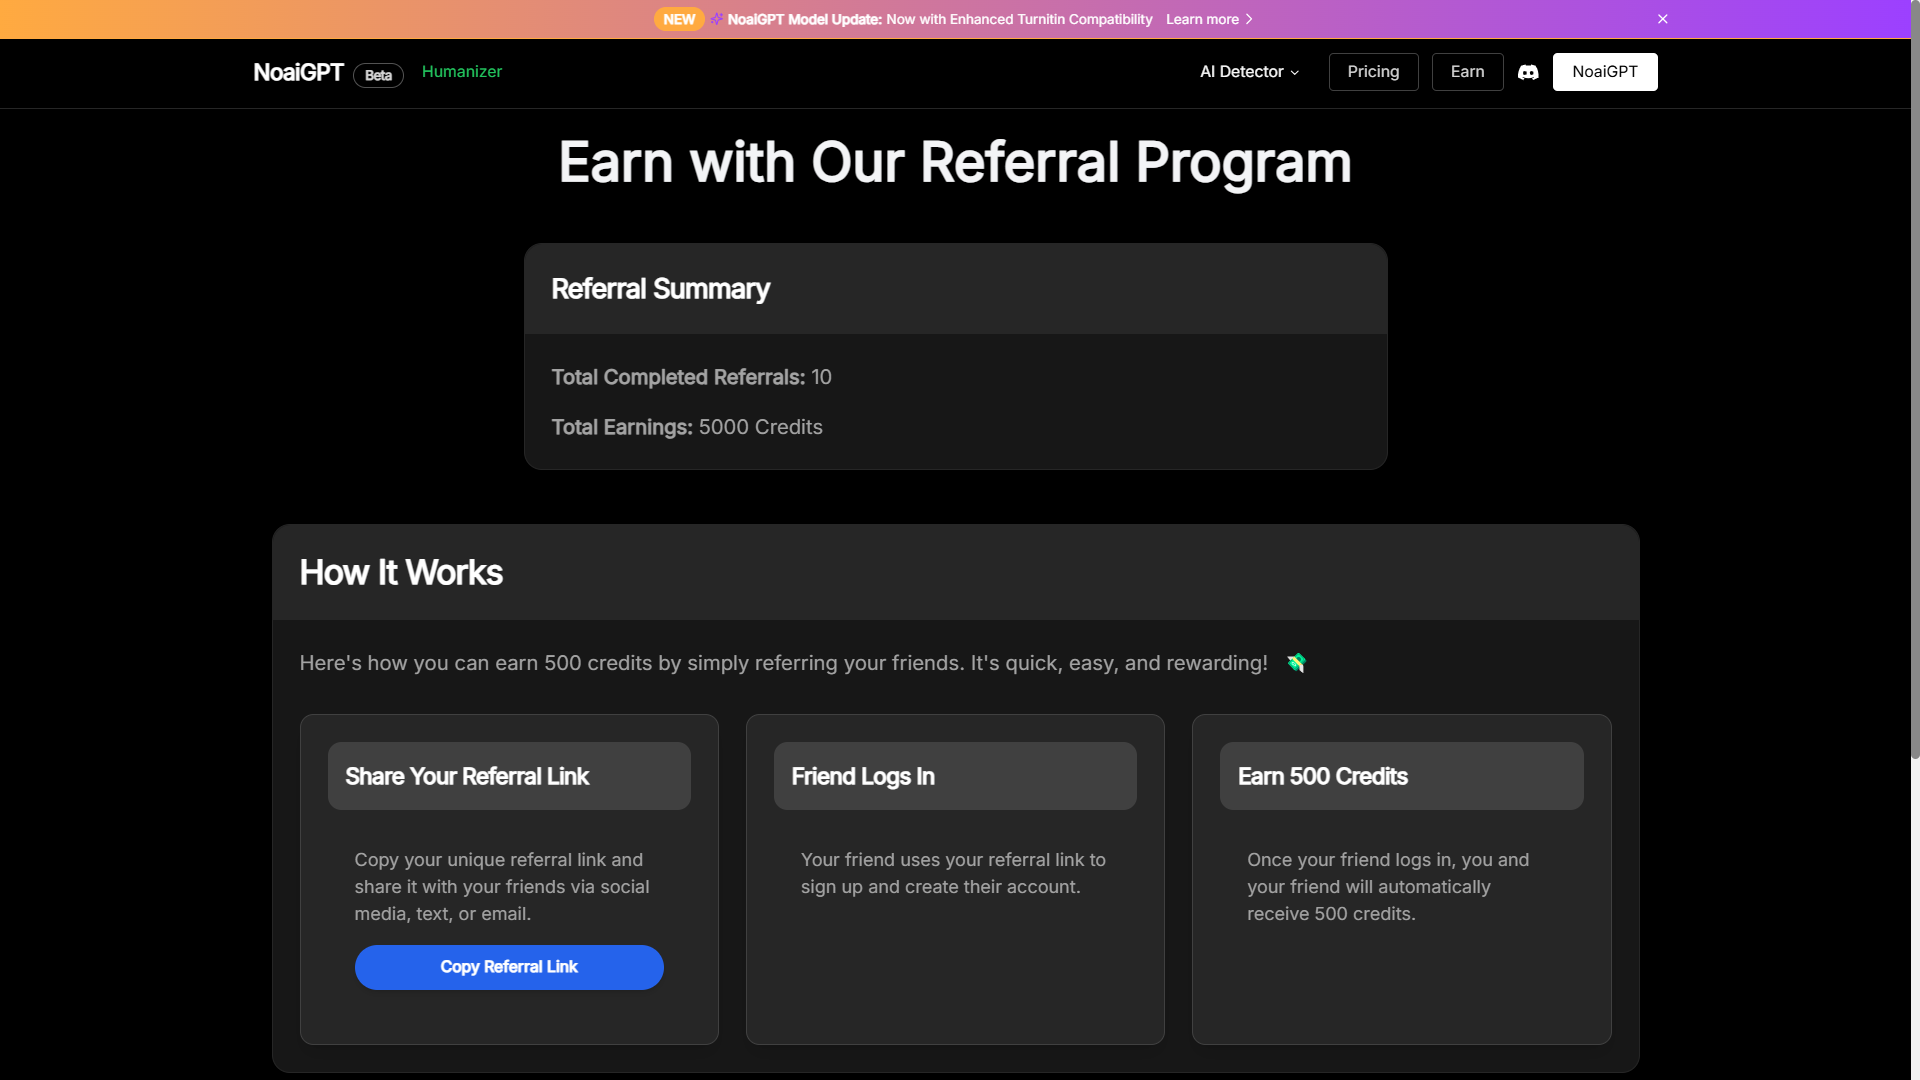 NEW NoaiGPT Model Update: Now with Enhanced Turnitin Compatibility Learn more
NoaiGPT Beta Humanizer AI Detector Pricing Earn NoaiGPT
Earn with Our Referral Program
Referral Summary
Total Completed Referrals: 10
Total Earnings: 5000 Credits
How It Works
Here's how you can earn 500 credits by simply referring your friends. It's quick, easy, and rewarding!
Share Your Referral Link
Copy your unique referral link and
share it with your friends via social
media, text, or email.
Copy Referral Link
Friend Logs In
Your friend uses your referral link to
sign up and create their account.
Earn 500 Credits
Once your friend logs in, you and
your friend will automatically
receive 500 credits.